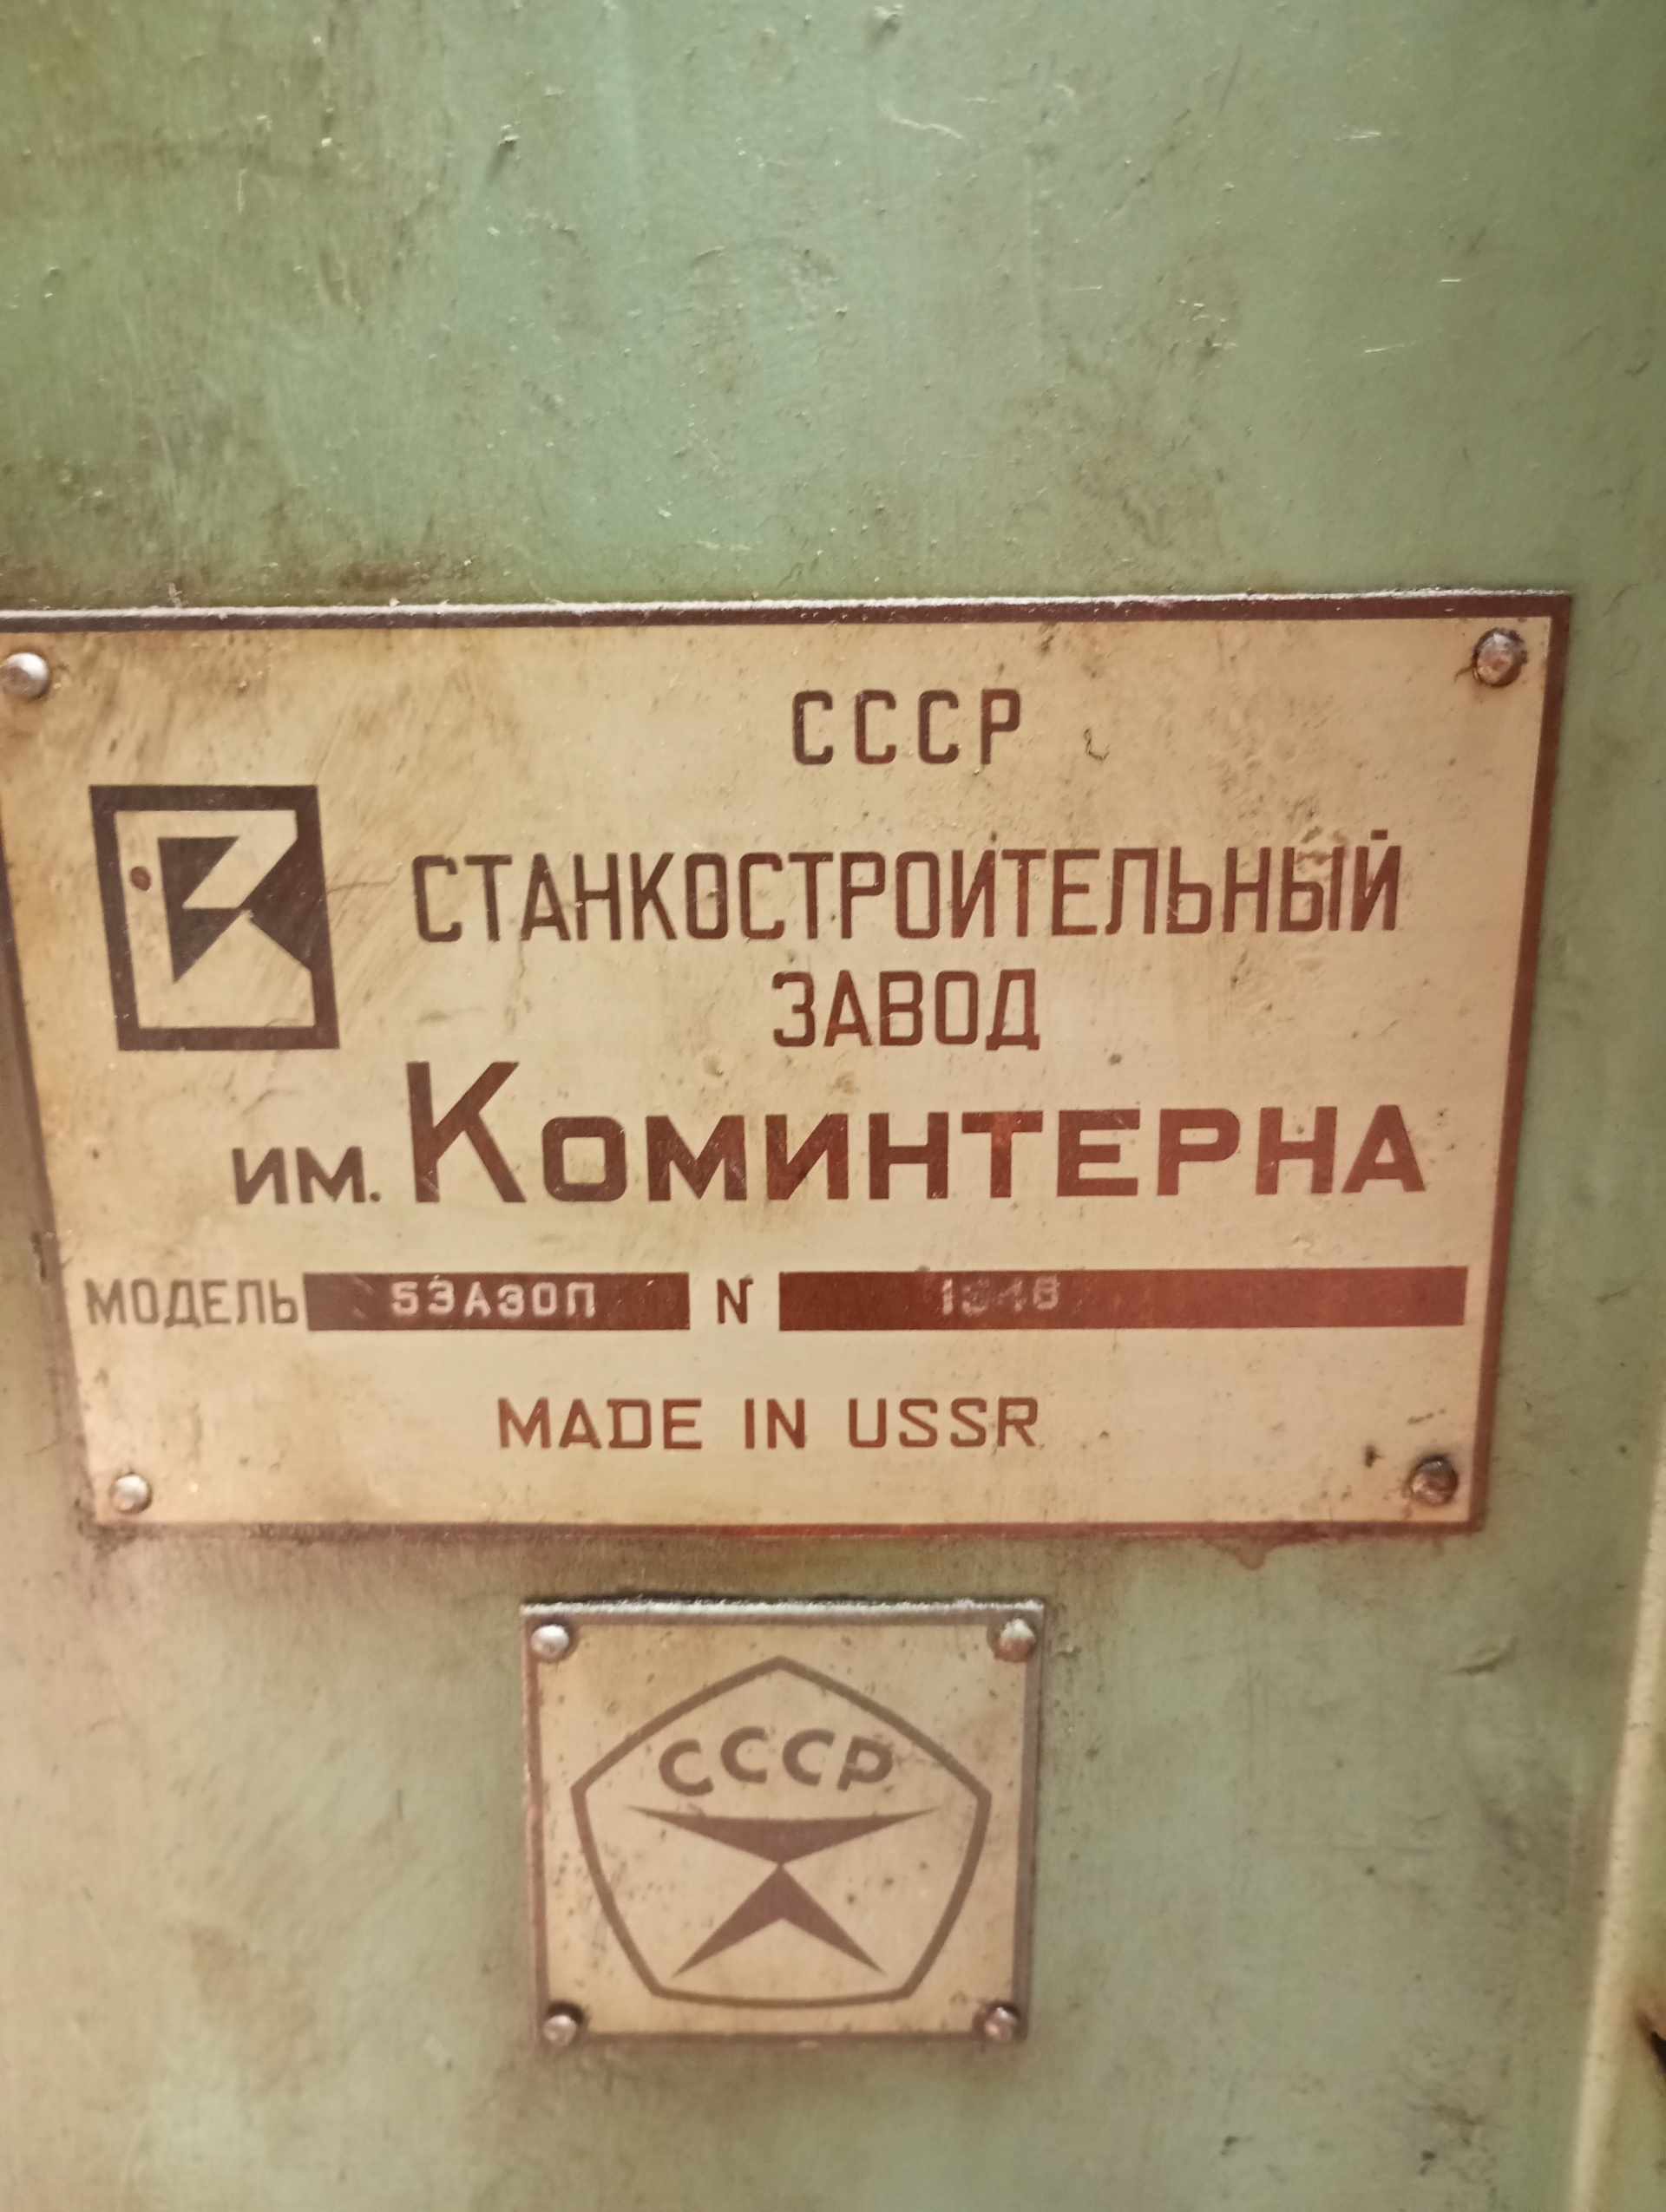 СССР
СТАНКОСТРОИТЕЛЬНЫЙ
ЗАВОД
им. КОМИНТЕРНА
МОДЕЛЬ 53А30П N
MADE IN USSR
СССР